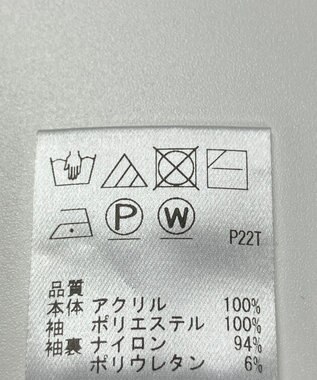 P W
P22T
品質
本体 アクリル 100%
袖 ポリエステル 100%
袖裏 ナイロン 94%
ポリウレタン 6%